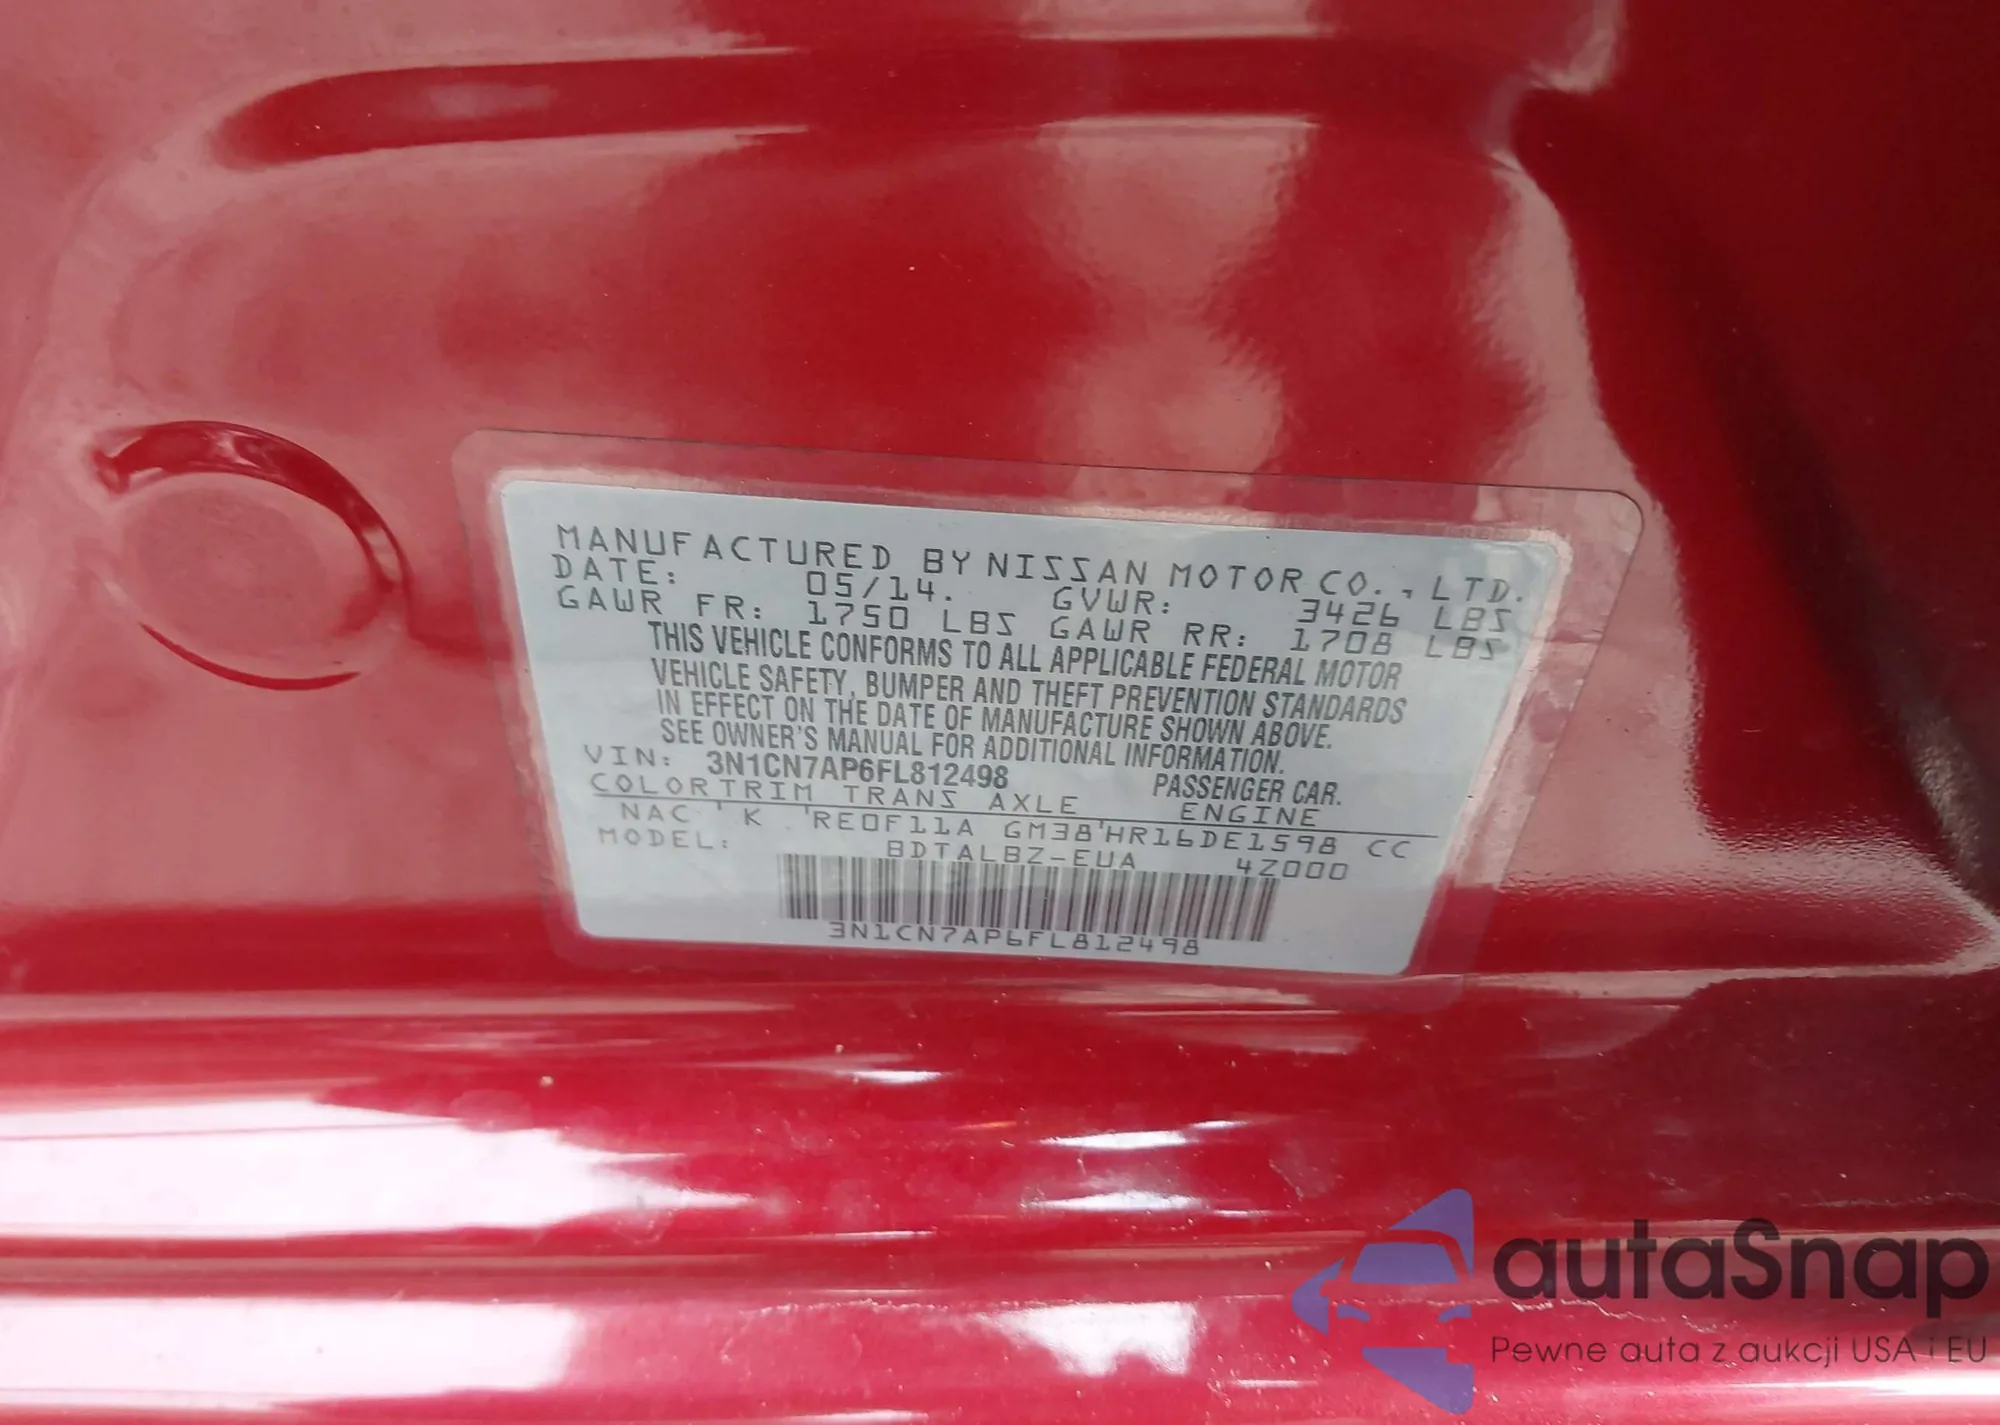 MANUFACTURED BY NISSAN MOTOR CO., LTD.
DATE: 05/14. GVWR: 3426 LBS
GAWR FR: 1750 LBS GAWR RR: 1708 LBS
THIS VEHICLE CONFORMS TO ALL APPLICABLE FEDERAL MOTOR
VEHICLE SAFETY, BUMPER AND THEFT PREVENTION STANDARDS
IN EFFECT ON THE DATE OF MANUFACTURE SHOWN ABOVE.
SEE OWNER'S MANUAL FOR ADDITIONAL INFORMATION.
VIN: 3N1CN7AP6FL812498 PASSENGER CAR.
COLOR TRIM TRANS AXLE ENGINE
NAC K RE0F11A GM38 HR16DE1598 CC
MODEL: BDTALBZ-EUA 4Z000
3N1CN7AP6FL812498
autaSnap
Pewne auta z aukcji USA i EU